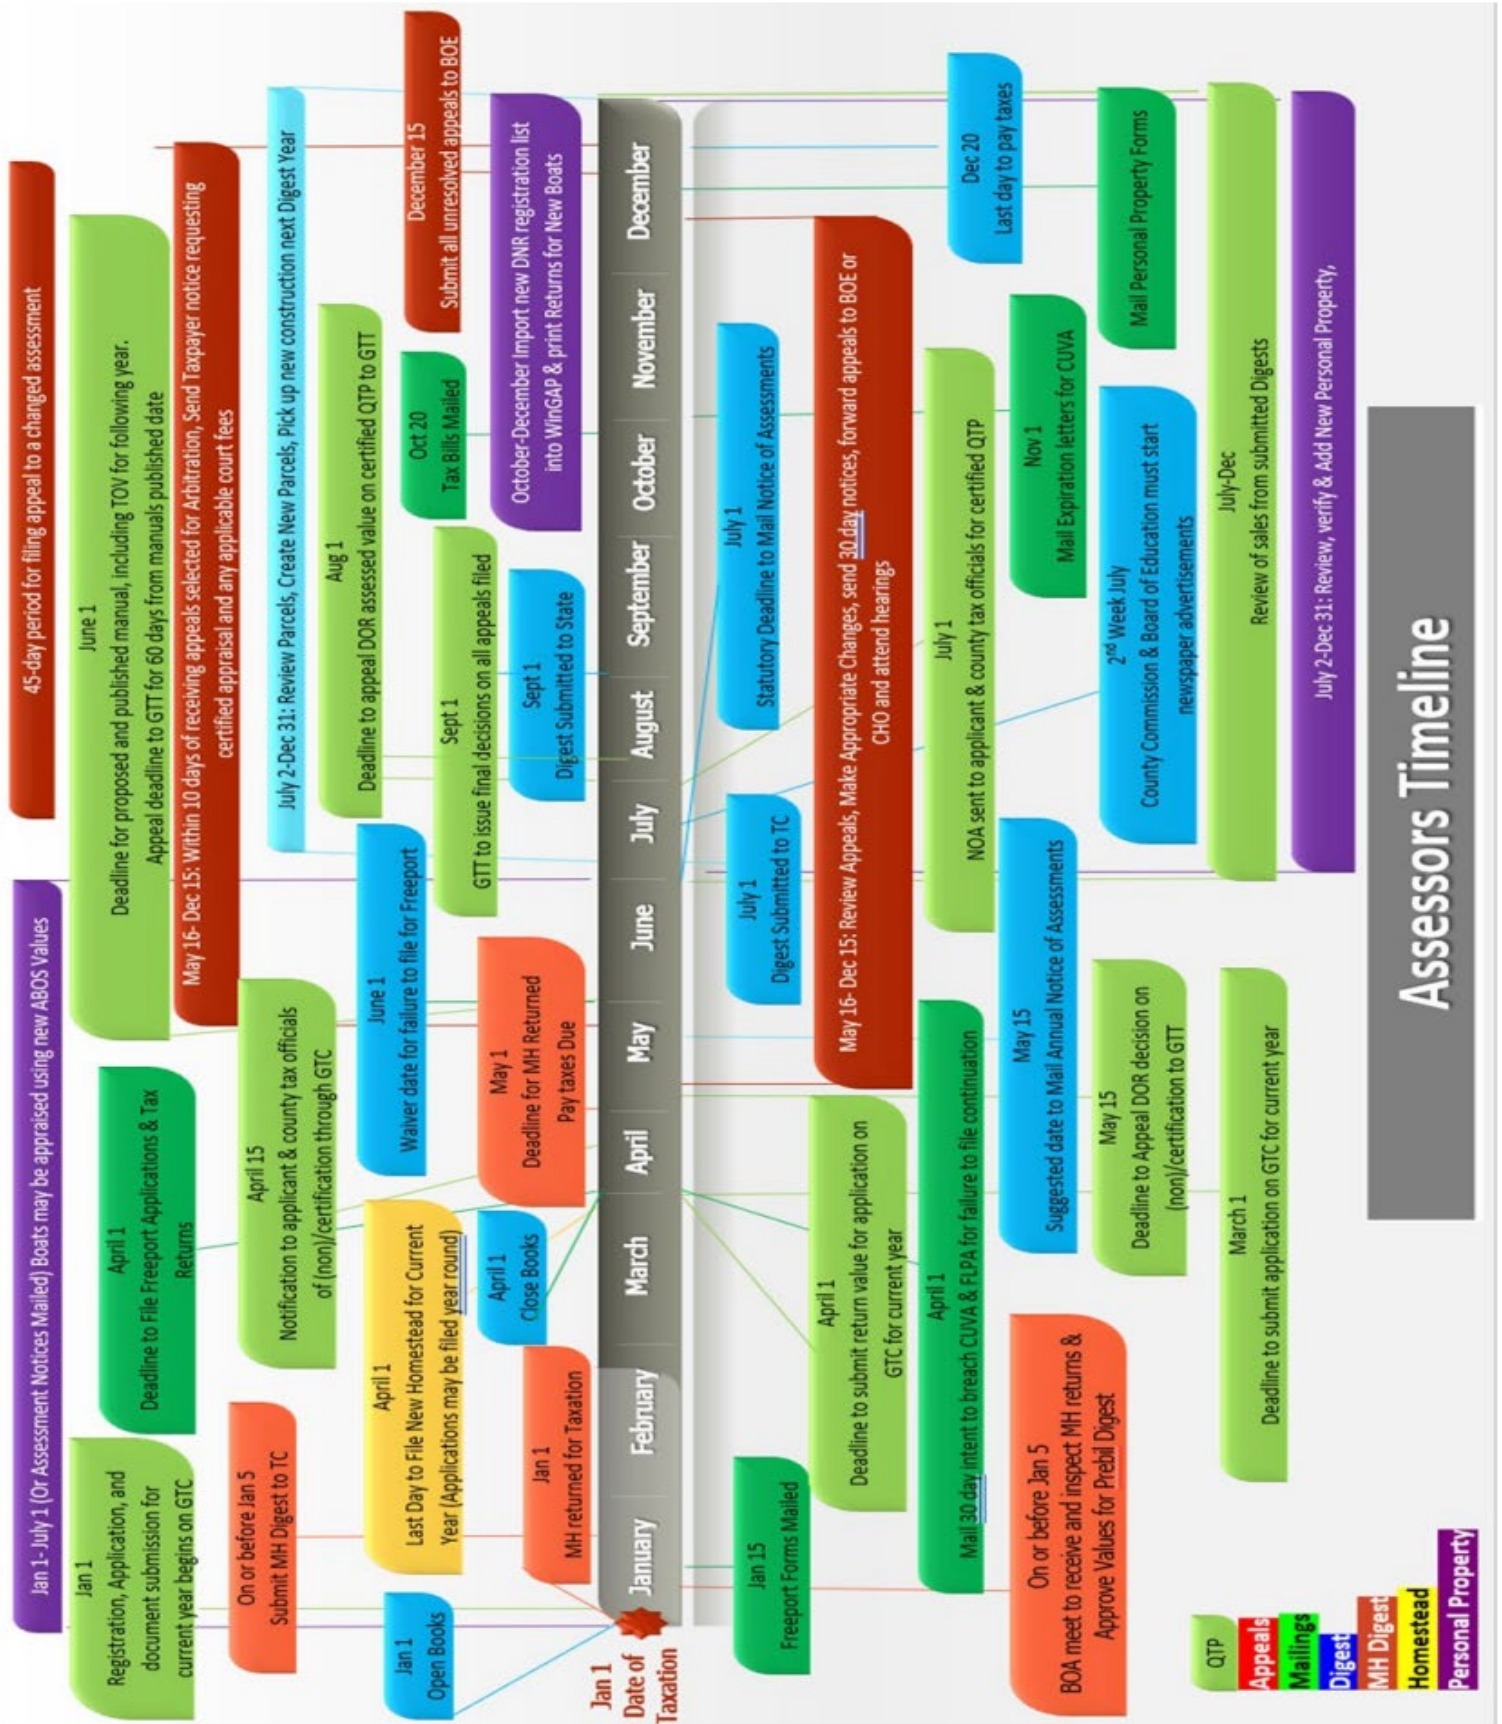 Jan 1- July 1 (Or Assessment Notices Mailed) Boats may be appraised using new ABOS Values
45-day period for filing appeal to a changed assessment
Jan 1
Registration, Application, and
document submission for
current year begins on GTC
April 1
Deadline to File Freeport Applications & Tax
Returns
June 1
Deadline for proposed and published manual, including TOV for following year.
Appeal deadline to GTT for 60 days from manuals published date
May 16- Dec 15: Within 10 days of receiving appeals selected for Arbitration, Send Taxpayer notice requesting
certified appraisal and any applicable court fees
On or before Jan 5
Submit MH Digest to TC
April 15
Notification to applicant & county tax officials
of (non)/certification through GTC
July 2-Dec 31: Review Parcels, Create New Parcels, Pick up new construction next Digest Year
Aug 1
Deadline to appeal DOR assessed value on certified QTP to GTT
June 1
Waiver date for failure to file for Freeport
April 1
Last Day to File New Homestead for Current
Year (Applications may be filed year round)
Jan 1
Open Books
Oct 20
Tax Bills Mailed
December 15
Submit all unresolved appeals to BOE
Sept 1
GTT to issue final decisions on all appeals filed
May 1
Deadline for MH Returned
Pay taxes Due
April 1
Close Books
October-December Import new DNR registration list
into WinGAP & print Returns for New Boats
Sept 1
Digest Submitted to State
Jan 1
MH returned for Taxation
Jan 1
Date of
Taxation
January
February
March
April
May
June
July
August
September
October
November
December
July 1
Statutory Deadline to Mail Notice of Assessments
July 1
Digest Submitted to TC
Jan 15
Freeport Forms Mailed
April 1
Deadline to submit return value for application on
GTC for current year
May 16- Dec 15: Review Appeals, Make Appropriate Changes, send 30 day notices, forward appeals to BOE or
CHO and attend hearings
Dec 20
Last day to pay taxes
April 1
Mail 30 day intent to breach CUVA & FLPA for failure to file continuation
July 1
NOA sent to applicant & county tax officials for certified QTP
May 15
Suggested date to Mail Annual Notice of Assessments
Nov 1
Mail Expiration letters for CUVA
On or before Jan 5
BOA meet to receive and inspect MH returns &
Approve Values for Prebil Digest
May 15
Deadline to Appeal DOR decision on
(non)/certification to GTT
2nd Week July
County Commission & Board of Education must start
newspaper advertisements
Mail Personal Property Forms
March 1
Deadline to submit application on GTC for current year
July-Dec
Review of sales from submitted Digests
July 2-Dec 31: Review, verify & Add New Personal Property,
QTP
Appeals
Mailings
Digest
MH Digest
Homestead
Personal Property
Assessors Timeline